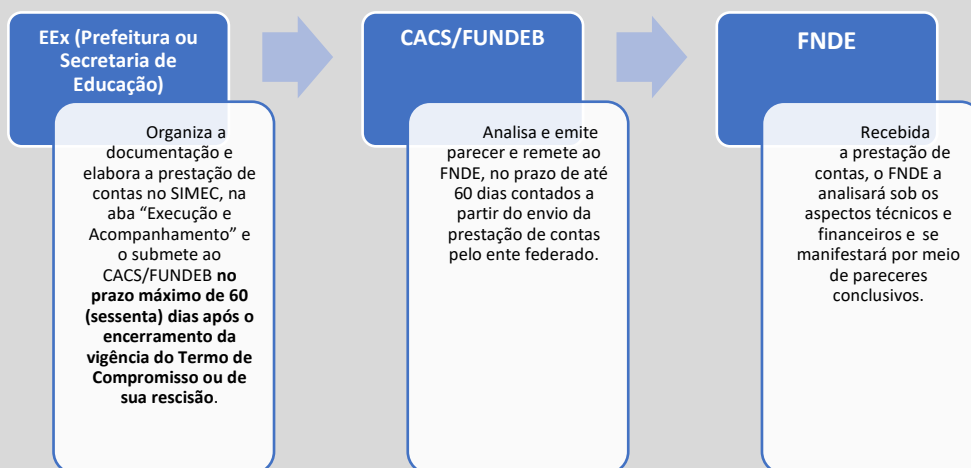 EEx (Prefeitura ou
Secretaria de
Educação)
Organiza a
documentação e
elabora a prestação de
contas no SIMEC, na
aba “Execução e
Acompanhamento” e
o submete ao
CACS/FUNDEB no
prazo máximo de 60
(sessenta) dias após o
encerramento da
vigência do Termo de
Compromisso ou de
sua rescisão.
CACS/FUNDEB
Analisa e emite
parecer e remete ao
FNDE, no prazo de até
60 dias contados a
partir do envio da
prestação de contas
pelo ente federado.
FNDE
Recebida
a prestação de
contas, o FNDE a
analisará sob os
aspectos técnicos e
financeiros e se
manifestará por meio
de pareceres
conclusivos.